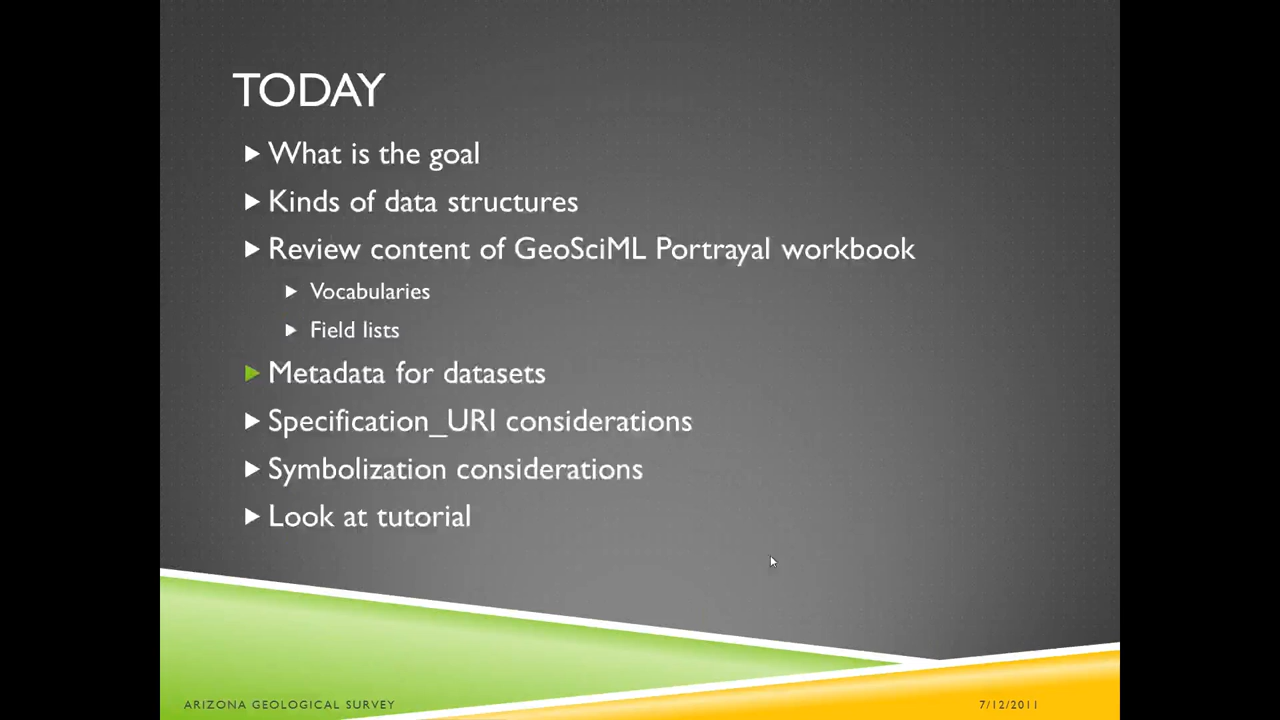 TODAY
What is the goal
Kinds of data structures
Review content of GeoSciML Portrayal workbook
Vocabularies
Field lists
Metadata for datasets
Specification_URI considerations
Symbolization considerations
Look at tutorial
ARIZONA GEOLOGICAL SURVEY
7/12/2011